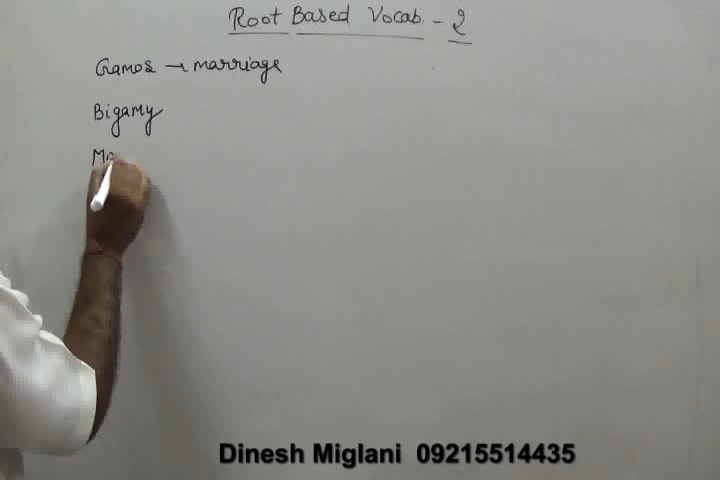 Root Based Vocab - 2
Gamos → marriage
Bigamy
Mo
Dinesh Miglani 09215514435